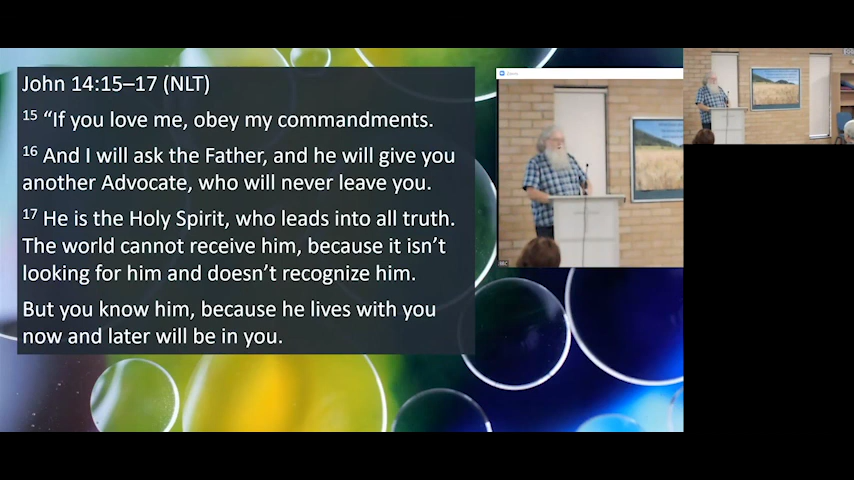 John 14:15–17 (NLT)
15 “If you love me, obey my commandments.
16 And I will ask the Father, and he will give you
another Advocate, who will never leave you.
17 He is the Holy Spirit, who leads into all truth.
The world cannot receive him, because it isn’t
looking for him and doesn’t recognize him.
But you know him, because he lives with you
now and later will be in you.